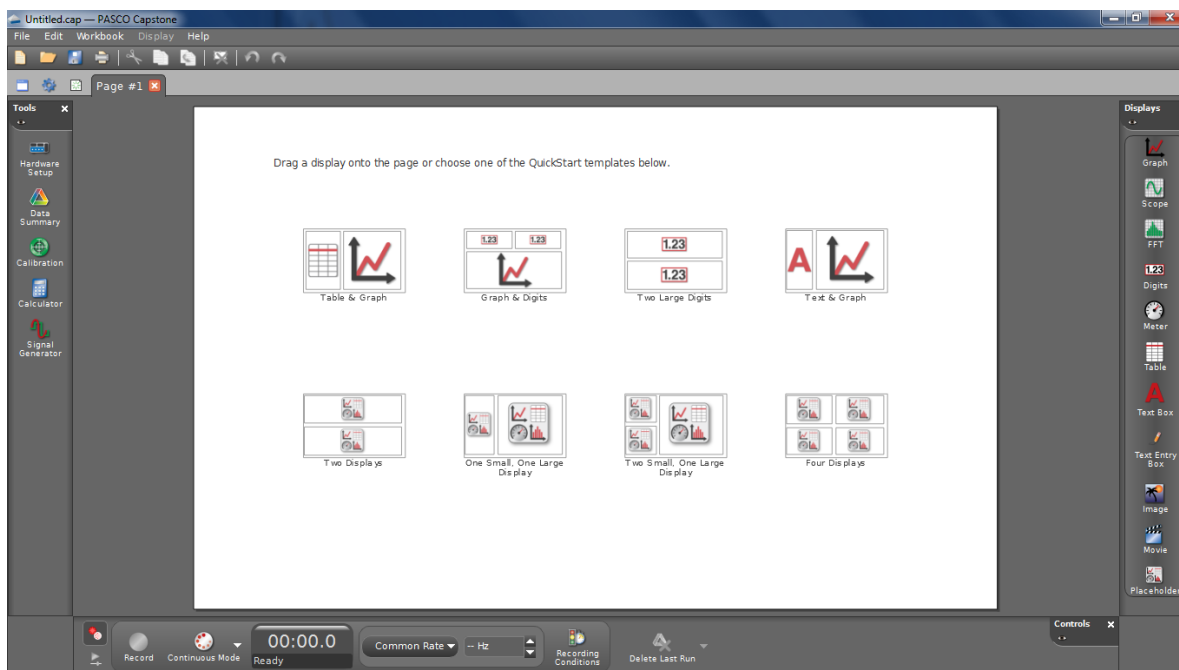 Untitled.cap — PASCO Capstone
File Edit Workbook Display Help
Page #1
Tools
Hardware
Setup
Data
Summary
Calibration
Calculator
Signal
Generator
Drag a display onto the page or choose one of the QuickStart templates below.
1.23 1.23 1.23
1.23 A
Table & Graph Graph & Digits Two Large Digits Text & Graph
Two Displays One Small, One Large
Display Two Small, One Large
Display Four Displays
Displays
Graph
Scope
FFT
1.23
Digits
Meter
Table
A
Text Box
Text Entry
Box
Image
Movie
Placeholder
Controls
Record Continuous Mode 00:00.0
Ready
Common Rate -- Hz
Recording
Conditions
Delete Last Run